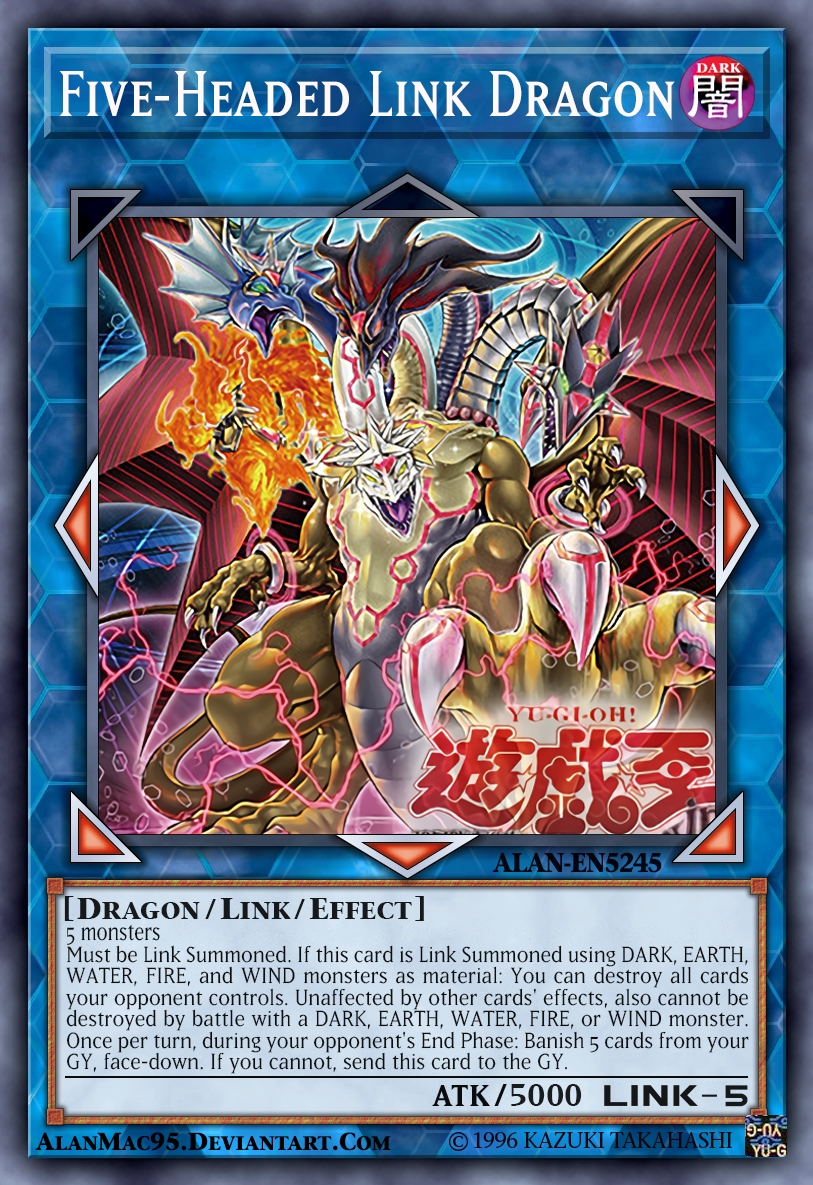 Five-Headed Link Dragon
DARK
闇
YU-GI-OH!
遊戯王
ALAN-EN5245
[Dragon/Link/Effect]
5 monsters
Must be Link Summoned. If this card is Link Summoned using DARK, EARTH,
WATER, FIRE, and WIND monsters as material: You can destroy all cards
your opponent controls. Unaffected by other cards' effects, also cannot be
destroyed by battle with a DARK, EARTH, WATER, FIRE, or WIND monster.
Once per turn, during your opponent's End Phase: Banish 5 cards from your
GY, face-down. If you cannot, send this card to the GY.
ATK/5000 LINK-5
AlanMac95.Deviantart.Com
©1996 KAZUKI TAKAHASHI
YU-G
YU-G